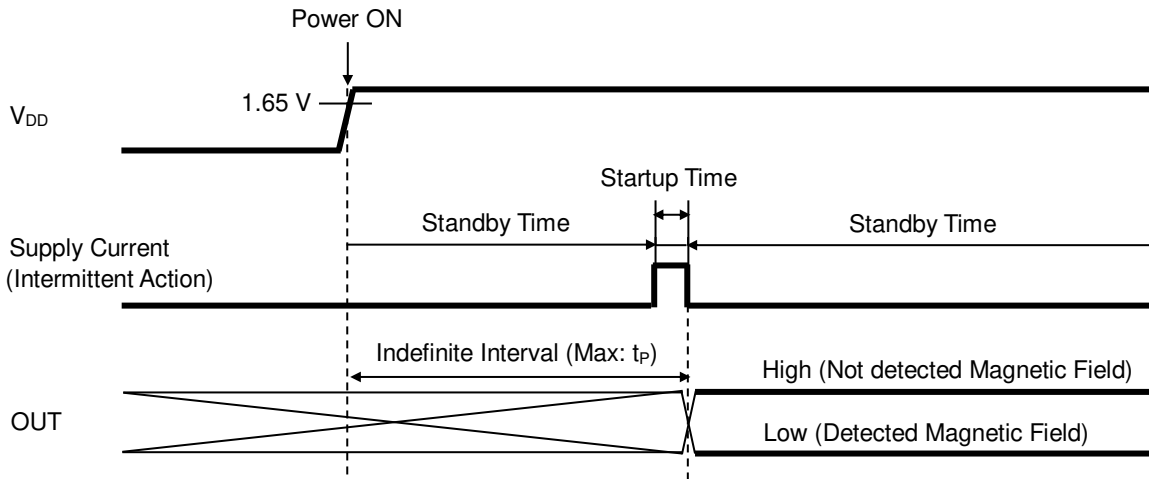 Power ON
1.65 V
VDD
Startup Time
Standby Time
Standby Time
Supply Current
(Intermittent Action)
Indefinite Interval (Max: tP)
High (Not detected Magnetic Field)
OUT
Low (Detected Magnetic Field)